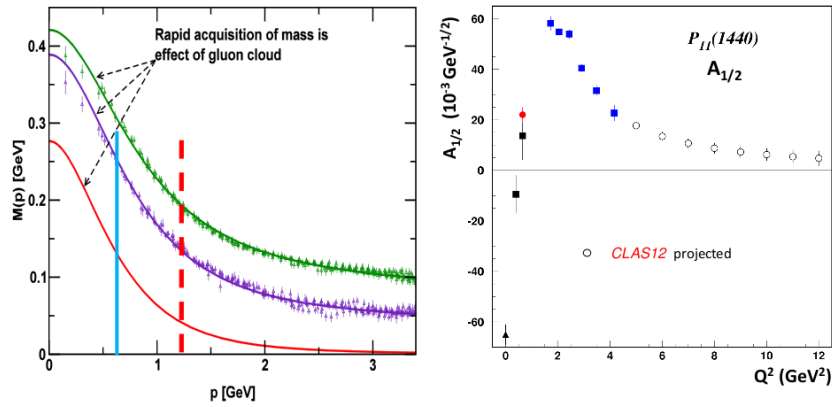 Rapid acquisition of mass is
effect of gluon cloud
0.4
0.3
0.2
0.1
0
M(p) [GeV]
0 1 2 3
p [GeV]
P11(1440)
A1/2
60
40
20
0
-20
-40
-60
A1/2 (10-3 GeV-1/2)
CLAS12 projected
0 2 4 6 8 10 12
Q2 (GeV2)